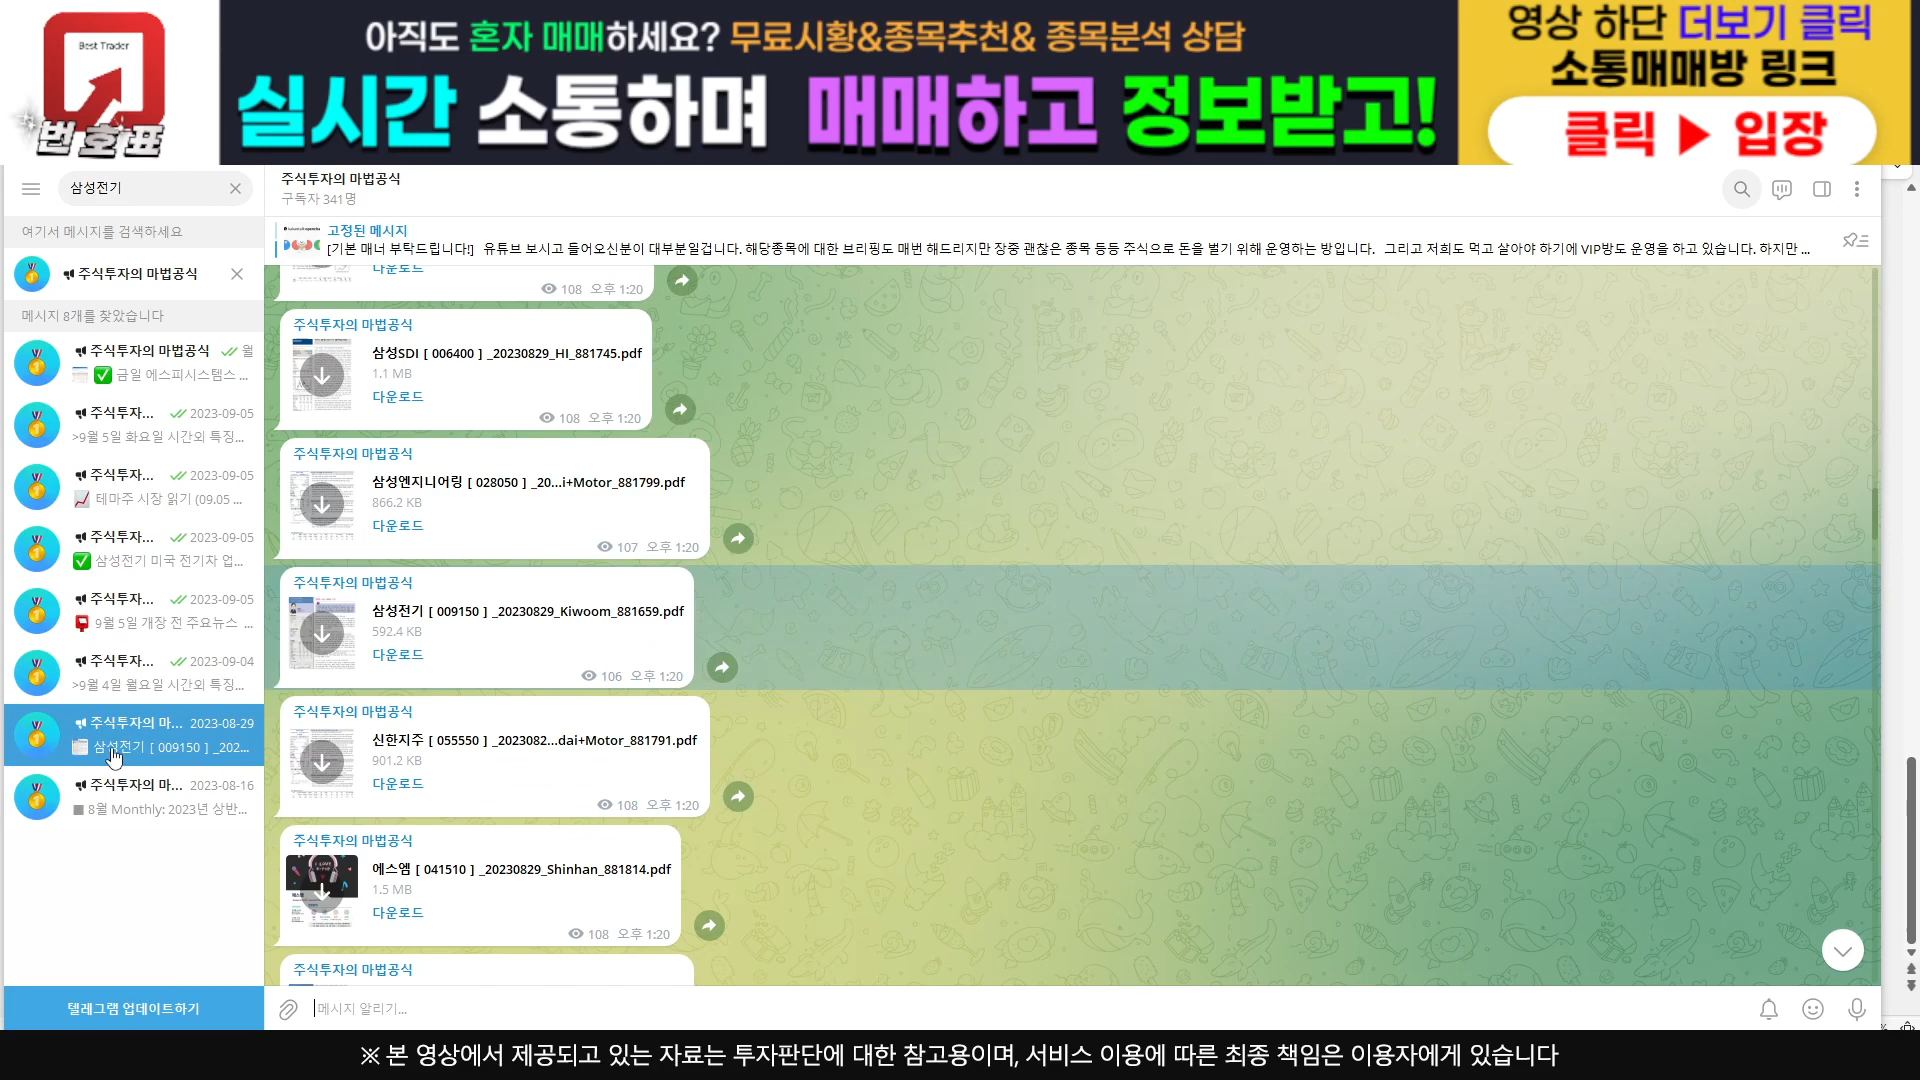 Best Trader
번호표
아직도 혼자 매매하세요? 무료시황&종목추천& 종목분석 상담
실시간 소통하며 매매하고 정보받고!
영상 하단 더보기 클릭
소통매매방 링크
클릭 ▶ 입장
삼성전기
여기서 메시지를 검색하세요
주식투자의 마법공식
메시지 8개를 찾았습니다
주식투자의 마법공식 월
✅ 금일 에스피시스템스 ...
주식투자... 2023-09-05
>9월 5일 화요일 시간외 특징...
주식투자... 2023-09-05
테마주 시장 읽기 (09.05 ...
주식투자... 2023-09-05
✅ 삼성전기 미국 전기차 업...
주식투자... 2023-09-05
9월 5일 개장 전 주요뉴스 ...
주식투자... 2023-09-04
>9월 4일 월요일 시간외 특징...
주식투자의 마... 2023-08-29
삼성전기 [ 009150 ] _202...
주식투자의 마... 2023-08-16
■ 8월 Monthly: 2023년 상반...
텔레그램 업데이트하기
주식투자의 마법공식
구독자 341명
고정된 메시지
[기본 매너 부탁드립니다!] 유튜브 보시고 들어오신분이 대부분일겁니다. 해당종목에 대한 브리핑도 매번 해드리지만 장중 괜찮은 종목 등등 주식으로 돈을 벌기 위해 운영하는 방입니다. 그리고 저희도 먹고 살아야 하기에 VIP방도 운영을 하고 있습니다. 하지만 ...
다운로드
108 오후 1:20
주식투자의 마법공식
삼성SDI [ 006400 ] _20230829_HI_881745.pdf
1.1 MB
다운로드
108 오후 1:20
주식투자의 마법공식
삼성엔지니어링 [ 028050 ] _20...i+Motor_881799.pdf
866.2 KB
다운로드
107 오후 1:20
주식투자의 마법공식
삼성전기 [ 009150 ] _20230829_Kiwoom_881659.pdf
592.4 KB
다운로드
106 오후 1:20
주식투자의 마법공식
신한지주 [ 055550 ] _2023082...dai+Motor_881791.pdf
901.2 KB
다운로드
108 오후 1:20
주식투자의 마법공식
에스엠 [ 041510 ] _20230829_Shinhan_881814.pdf
1.5 MB
다운로드
108 오후 1:20
주식투자의 마법공식
메시지 알리기...
※ 본 영상에서 제공되고 있는 자료는 투자판단에 대한 참고용이며, 서비스 이용에 따른 최종 책임은 이용자에게 있습니다